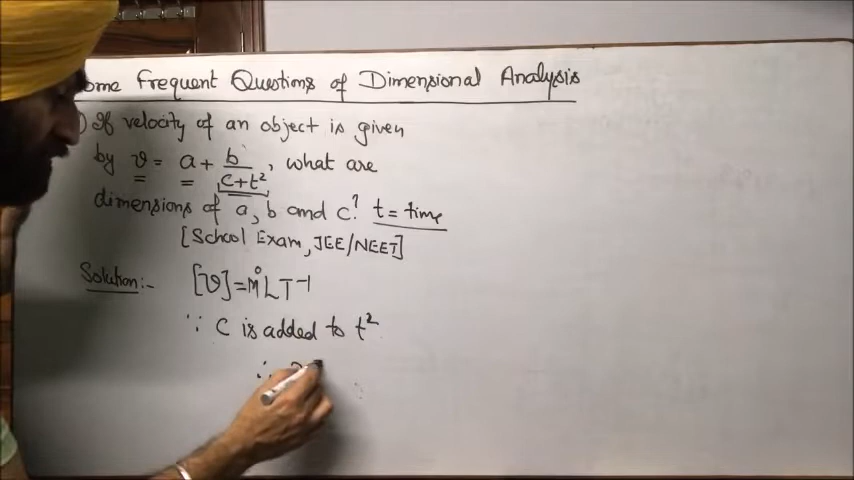 ome Frequent Questions of Dimensional Analysis
) If velocity of an object is given
by v = a + b/(c+t²), what are
dimensions of a, b and c? t = time
[School Exam, JEE/NEET]
Solution:- [v] = M⁰LT⁻¹
∵ C is added to t²
∴